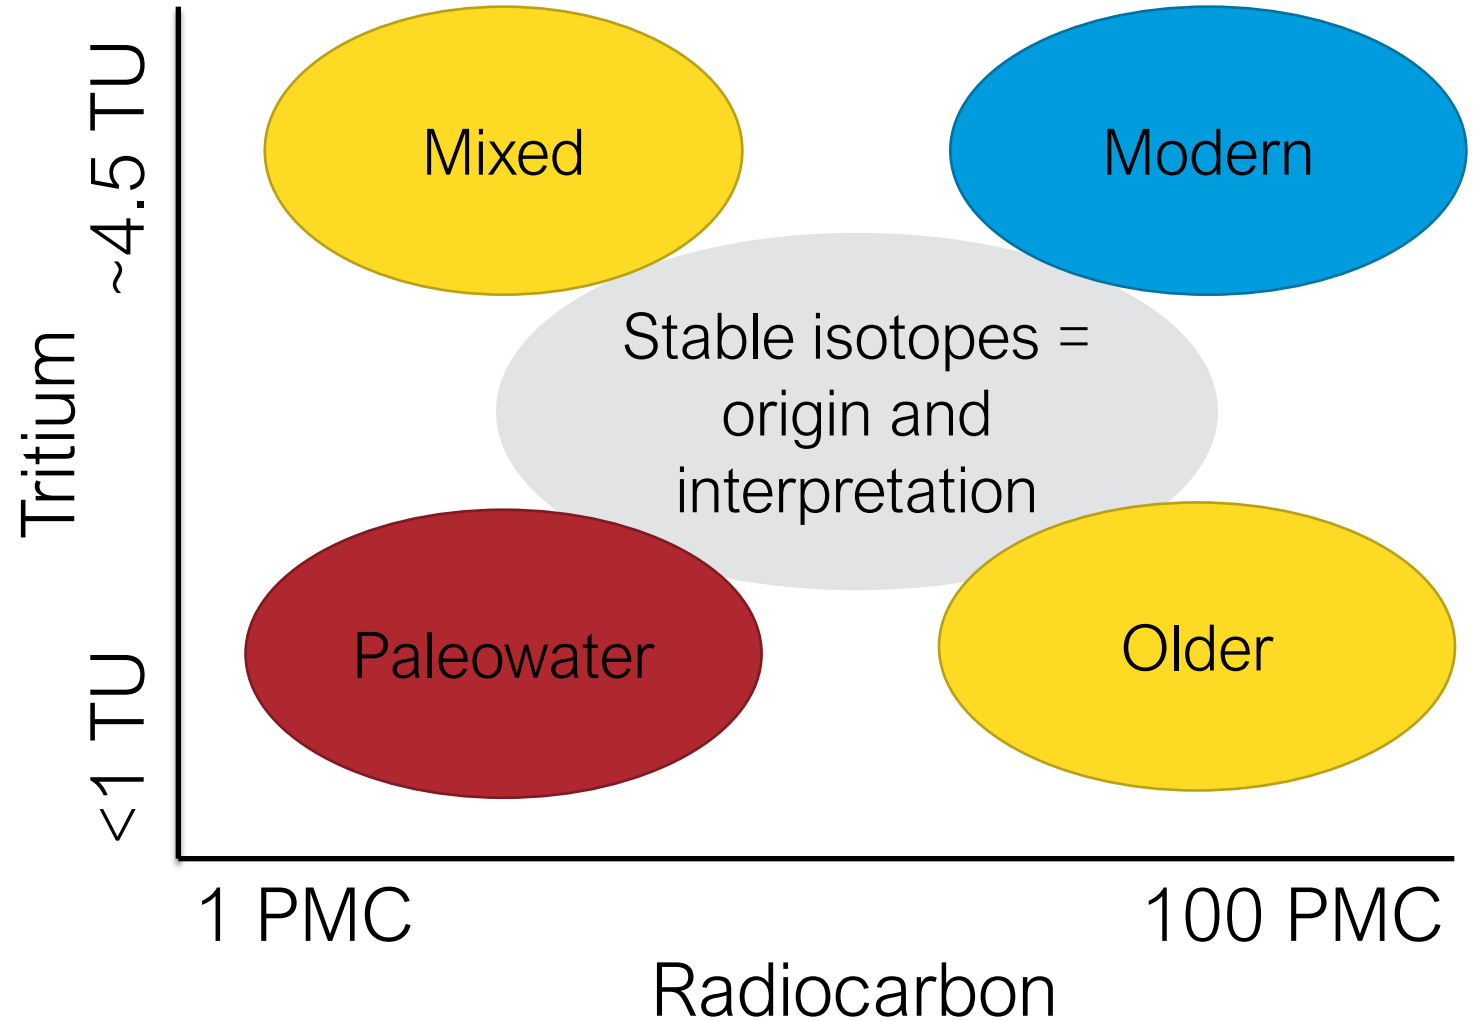 ~4.5 TU
Tritium
<1 TU
Mixed
Modern
Stable isotopes =
origin and
interpretation
Paleowater
Older
1 PMC
100 PMC
Radiocarbon